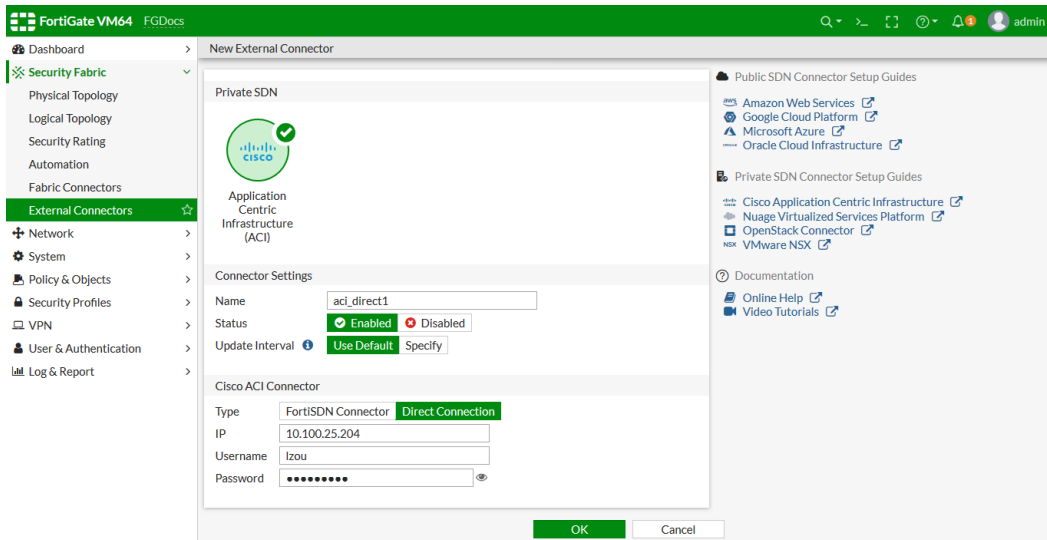 FortiGate VM64 FGDocs
>_ 1 admin
Dashboard
Security Fabric
Physical Topology
Logical Topology
Security Rating
Automation
Fabric Connectors
External Connectors
Network
System
Policy & Objects
Security Profiles
VPN
User & Authentication
Log & Report
New External Connector
Private SDN
CISCO
Application
Centric
Infrastructure
(ACI)
Connector Settings
Name aci_direct1
Status Enabled Disabled
Update Interval Use Default Specify
Cisco ACI Connector
Type FortiSDN Connector Direct Connection
IP 10.100.25.204
Username lzou
Password ●●●●●●●●●
OK Cancel
Public SDN Connector Setup Guides
aws Amazon Web Services
Google Cloud Platform
Microsoft Azure
Oracle Cloud Infrastructure
Private SDN Connector Setup Guides
Cisco Application Centric Infrastructure
Nuage Virtualized Services Platform
OpenStack Connector
NSX VMware NSX
Documentation
Online Help
Video Tutorials